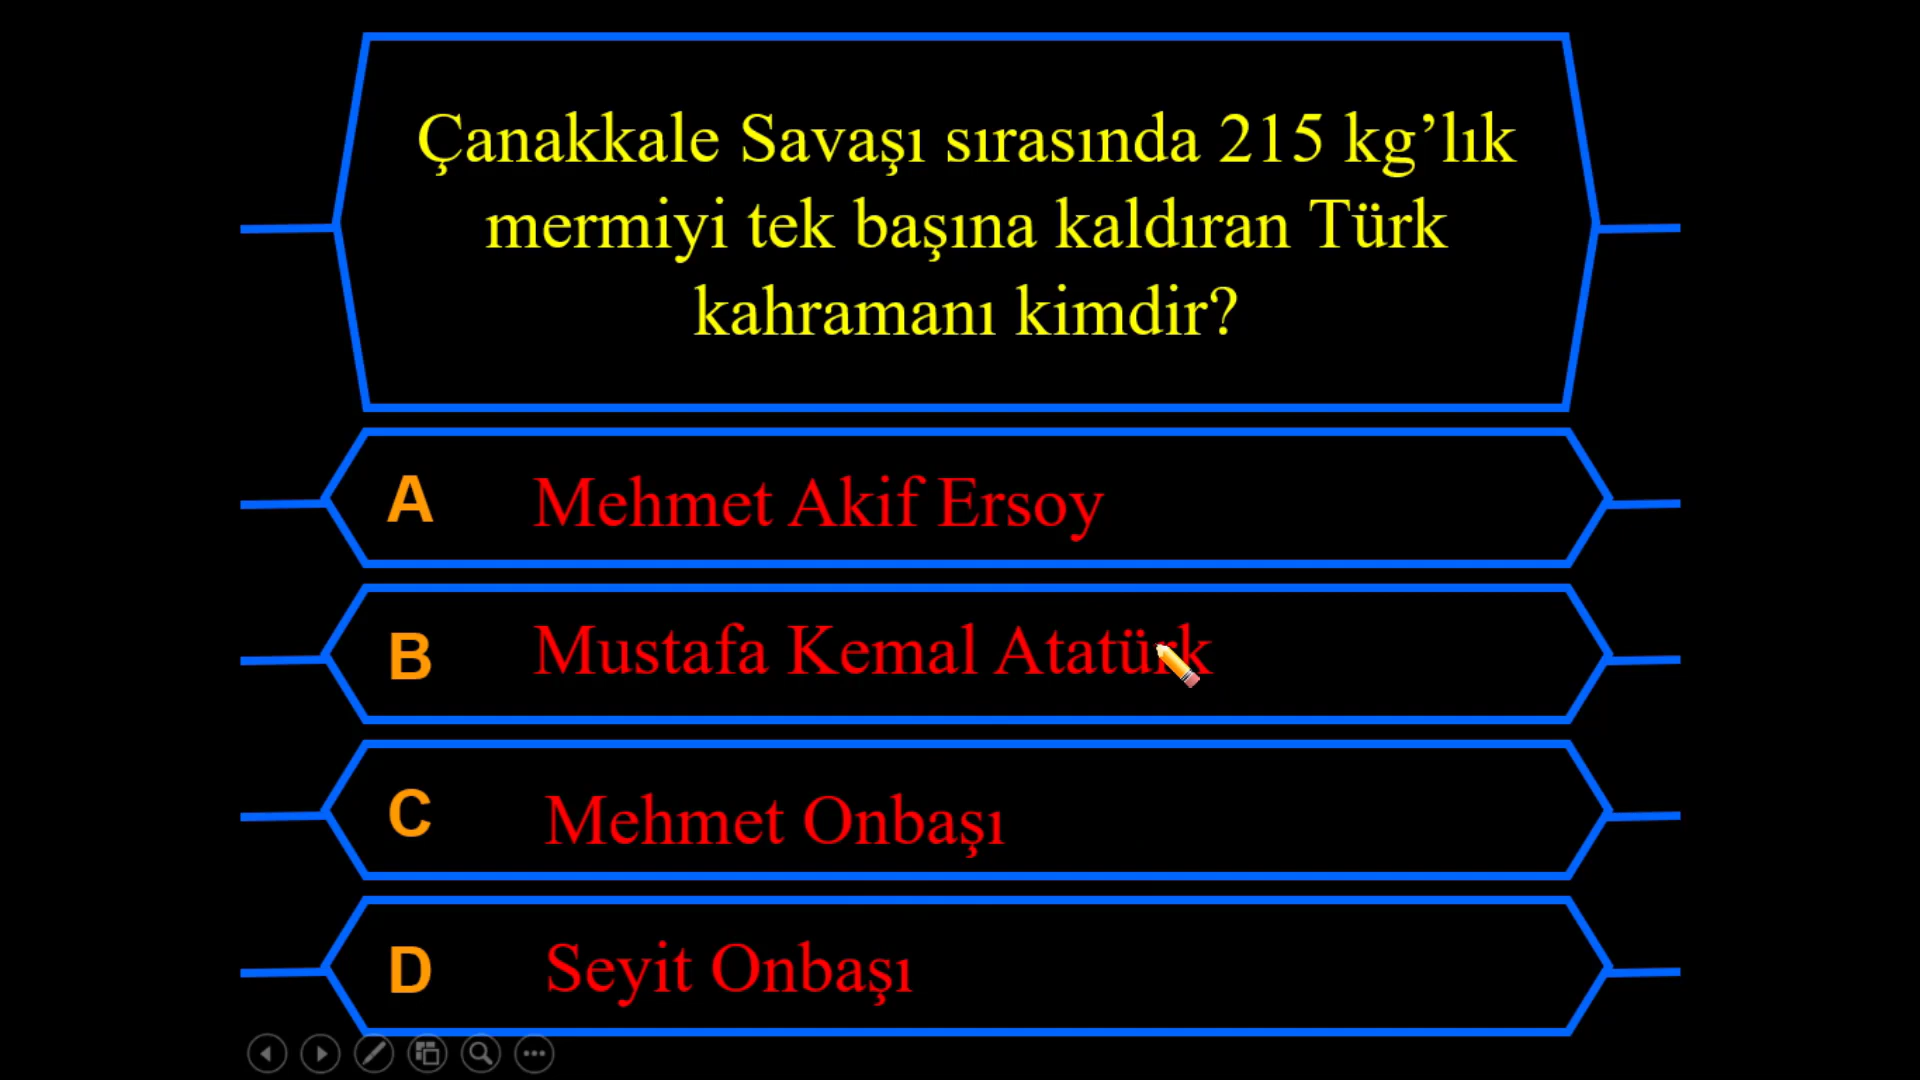 Çanakkale Savaşı sırasında 215 kg’lık
mermiyi tek başına kaldıran Türk
kahramanı kimdir?
A Mehmet Akif Ersoy
B Mustafa Kemal Atatürk
C Mehmet Onbaşı
D Seyit Onbaşı